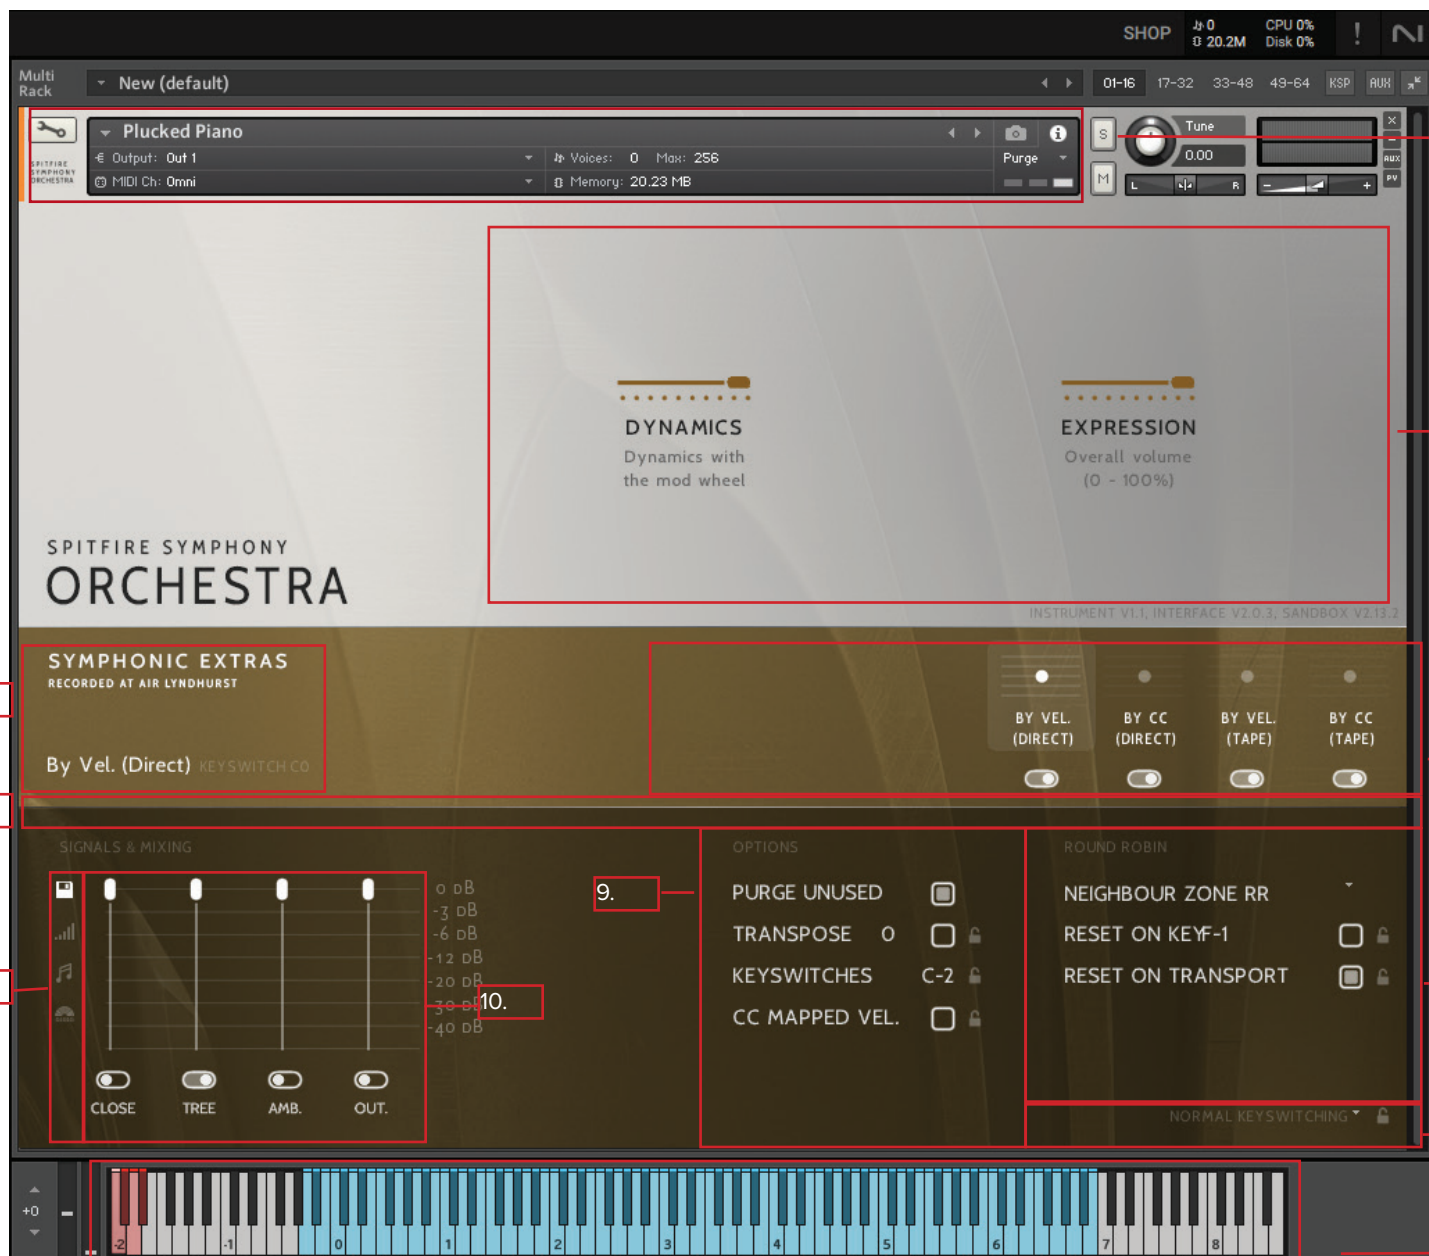 SHOP
0
20.2M
CPU 0%
Disk 0%
!
Multi
Rack
New (default)
01-16 17-32 33-48 49-64 KSP AUX
Plucked Piano
Output: Out 1
Voices: 0 Max: 256
Purge
MIDI Ch: Omni
Memory: 20.23 MB
SPITFIRE
SYMPHONY
ORCHESTRA
S
M
Tune
0.00
L R
- +
AUX
PV
DYNAMICS
Dynamics with
the mod wheel
EXPRESSION
Overall volume
(0 - 100%)
SPITFIRE SYMPHONY
ORCHESTRA
INSTRUMENT V1.1, INTERFACE V2.0.3, SANDBOX V2.13.2
SYMPHONIC EXTRAS
RECORDED AT AIR LYNDHURST
By Vel. (Direct) KEYSWITCH C0
BY VEL.
(DIRECT)
BY CC
(DIRECT)
BY VEL.
(TAPE)
BY CC
(TAPE)
SIGNALS & MIXING
0 DB
-3 DB
-6 DB
-12 DB
-20 DB
-30 DB
-40 DB
CLOSE TREE AMB. OUT.
9.
10.
OPTIONS
PURGE UNUSED
TRANSPOSE 0
KEYSWITCHES C-2
CC MAPPED VEL.
ROUND ROBIN
NEIGHBOUR ZONE RR
RESET ON KEY F-1
RESET ON TRANSPORT
NORMAL KEYSWITCHING
+0
-2 -1 0 1 2 3 4 5 6 7 8